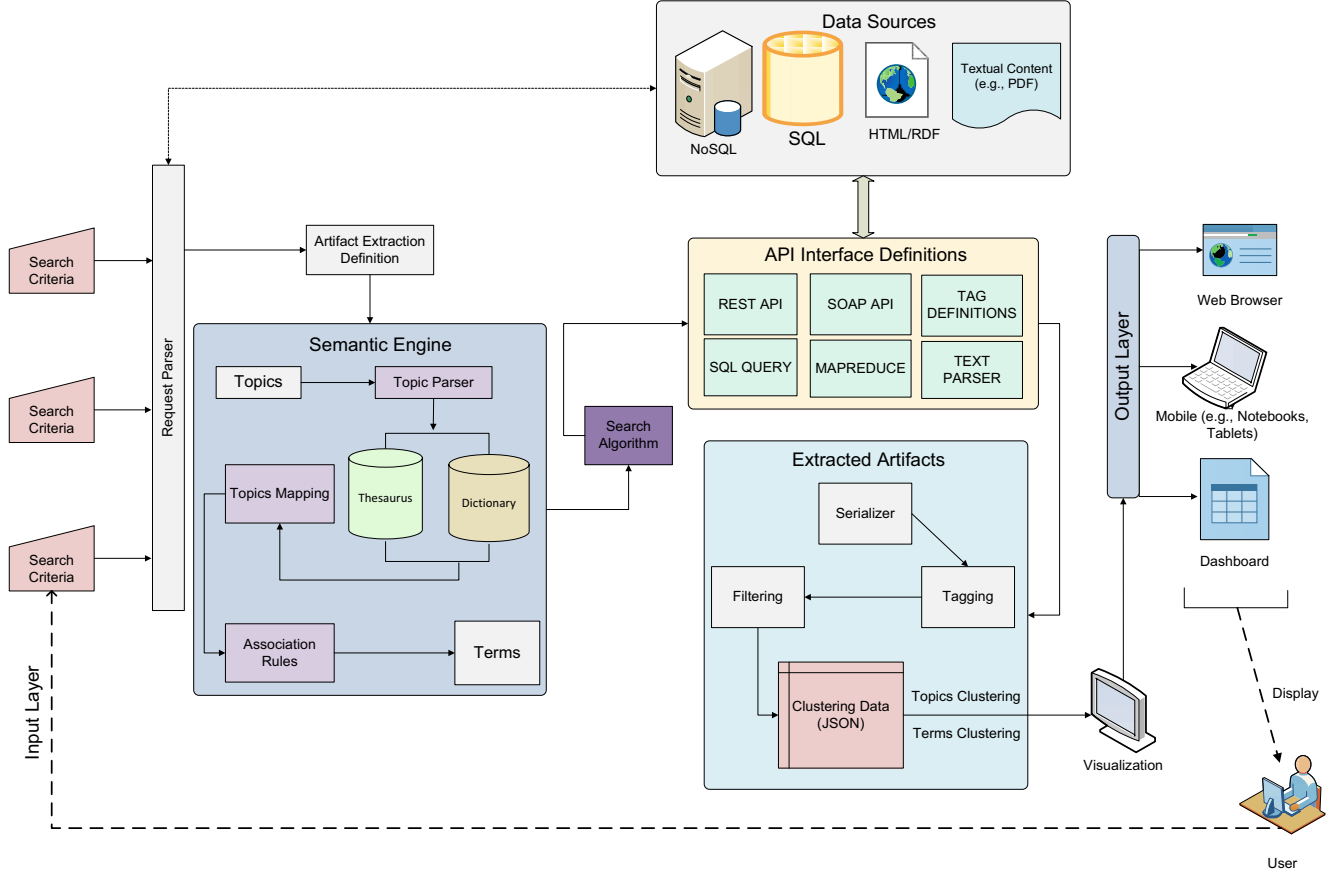 Data Sources
NoSQL
SQL
HTML/RDF
Textual Content
(e.g., PDF)
Search
Criteria
Search
Criteria
Search
Criteria
Request Parser
Artifact Extraction
Definition
Semantic Engine
Topics
Topic Parser
Topics Mapping
Thesaurus
Dictionary
Association
Rules
Terms
Search
Algorithm
API Interface Definitions
REST API
SOAP API
TAG
DEFINITIONS
SQL QUERY
MAPREDUCE
TEXT
PARSER
Extracted Artifacts
Serializer
Filtering
Tagging
Clustering Data
(JSON)
Topics Clustering
Terms Clustering
Visualization
Output Layer
Web Browser
Mobile (e.g., Notebooks,
Tablets)
Dashboard
Display
User
Input Layer